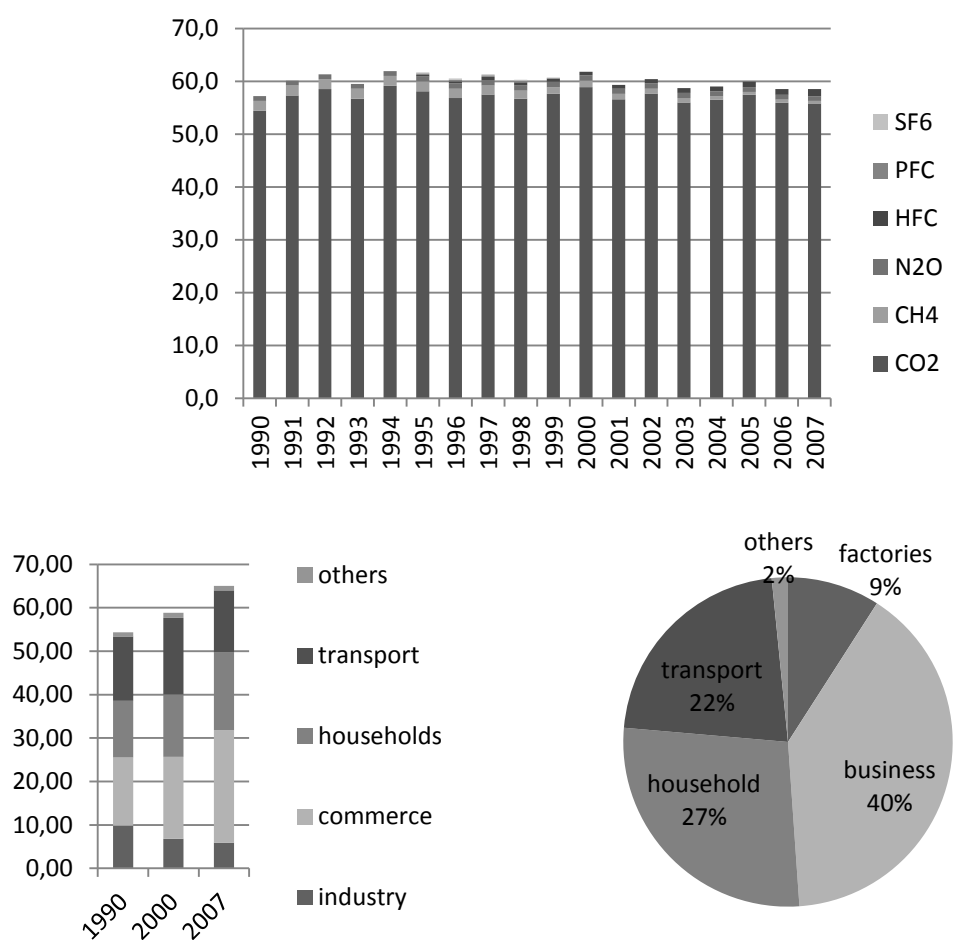 70,0
60,0
50,0
40,0
30,0
20,0
10,0
0,0
1990
1991
1992
1993
1994
1995
1996
1997
1998
1999
2000
2001
2002
2003
2004
2005
2006
2007
SF6
PFC
HFC
N2O
CH4
CO2
70,00
60,00
50,00
40,00
30,00
20,00
10,00
0,00
1990
2000
2007
others
transport
households
commerce
industry
others
2%
factories
9%
business
40%
household
27%
transport
22%